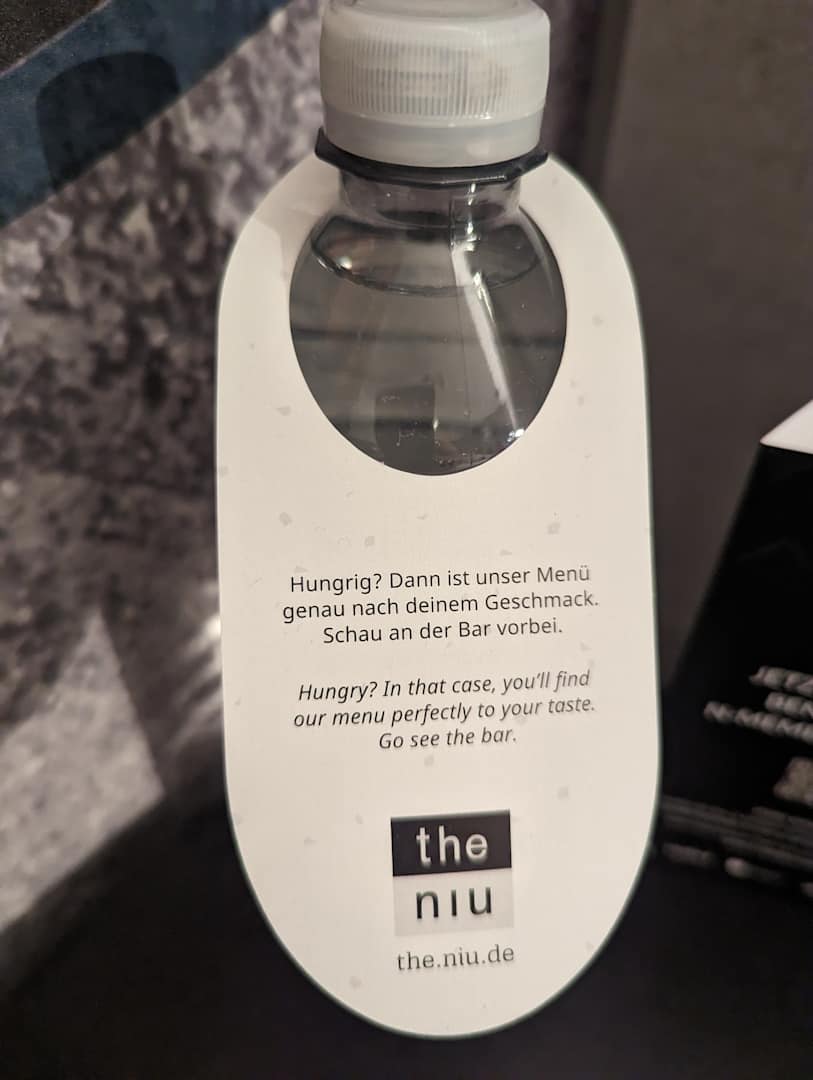 Hungrig? Dann ist unser Menü
genau nach deinem Geschmack.
Schau an der Bar vorbei.
Hungry? In that case, you'll find
our menu perfectly to your taste.
Go see the bar.
the
niu
the.niu.de